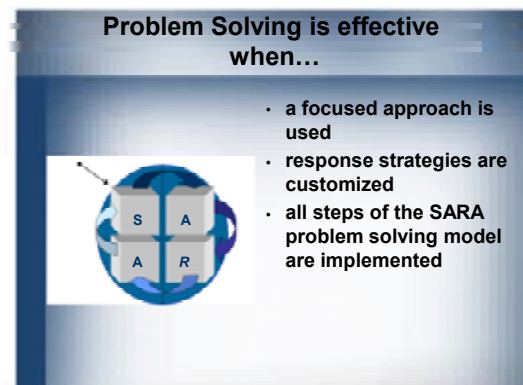 Problem Solving is effective
when…
• a focused approach is
used
• response strategies are
customized
• all steps of the SARA
problem solving model
are implemented
S A
A R